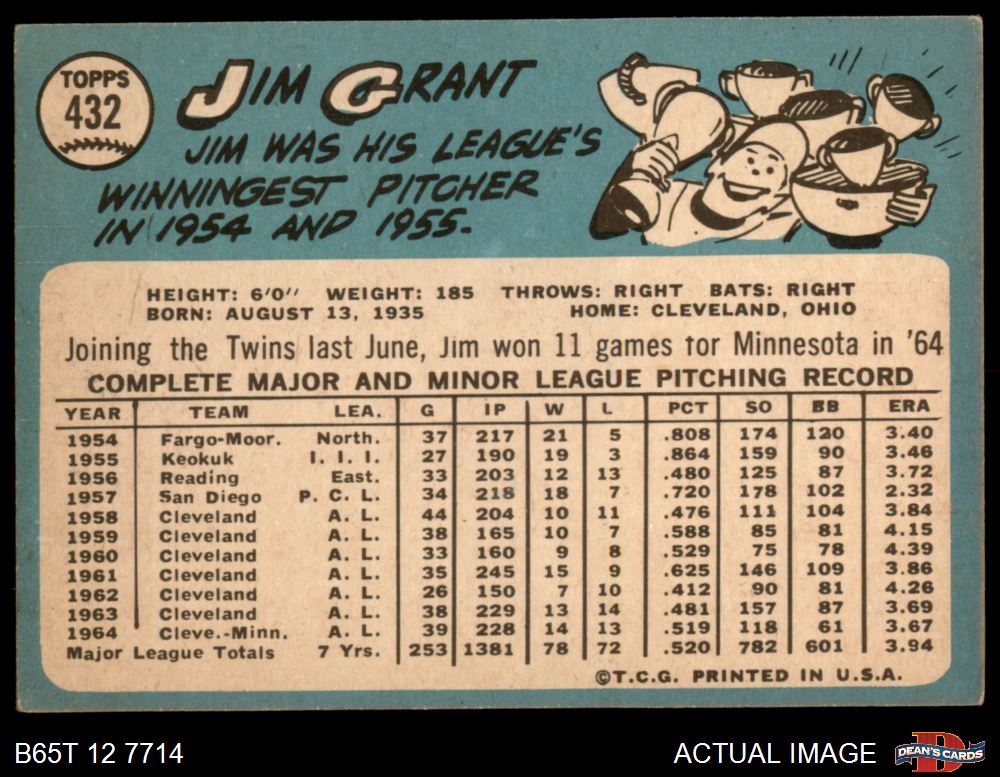 TOPPS
432
JIM GRANT
JIM WAS HIS LEAGUE'S
WINNINGEST PITCHER
IN 1954 AND 1955.
HEIGHT: 6'0" WEIGHT: 185 THROWS: RIGHT BATS: RIGHT
BORN: AUGUST 13, 1935 HOME: CLEVELAND, OHIO
Joining the Twins last June, Jim won 11 games for Minnesota in '64
COMPLETE MAJOR AND MINOR LEAGUE PITCHING RECORD
YEAR TEAM LEA. G IP W L PCT SO BB ERA
1954 Fargo-Moor. North. 37 217 21 5 .808 174 120 3.40
1955 Keokuk I. I. I. 27 190 19 3 .864 159 90 3.46
1956 Reading East. 33 203 12 13 .480 125 87 3.72
1957 San Diego P. C. L. 34 218 18 7 .720 178 102 2.32
1958 Cleveland A. L. 44 204 10 11 .476 111 104 3.84
1959 Cleveland A. L. 38 165 10 7 .588 85 81 4.15
1960 Cleveland A. L. 33 160 9 8 .529 75 78 4.39
1961 Cleveland A. L. 35 245 15 9 .625 146 109 3.86
1962 Cleveland A. L. 26 150 7 10 .412 90 81 4.26
1963 Cleveland A. L. 38 229 13 14 .481 157 87 3.69
1964 Cleve.-Minn. A. L. 39 228 14 13 .519 118 61 3.67
Major League Totals 7 Yrs. 253 1381 78 72 .520 782 601 3.94
©T.C.G. PRINTED IN U.S.A.
B65T 12 7714 ACTUAL IMAGE DEAN'S CARDS